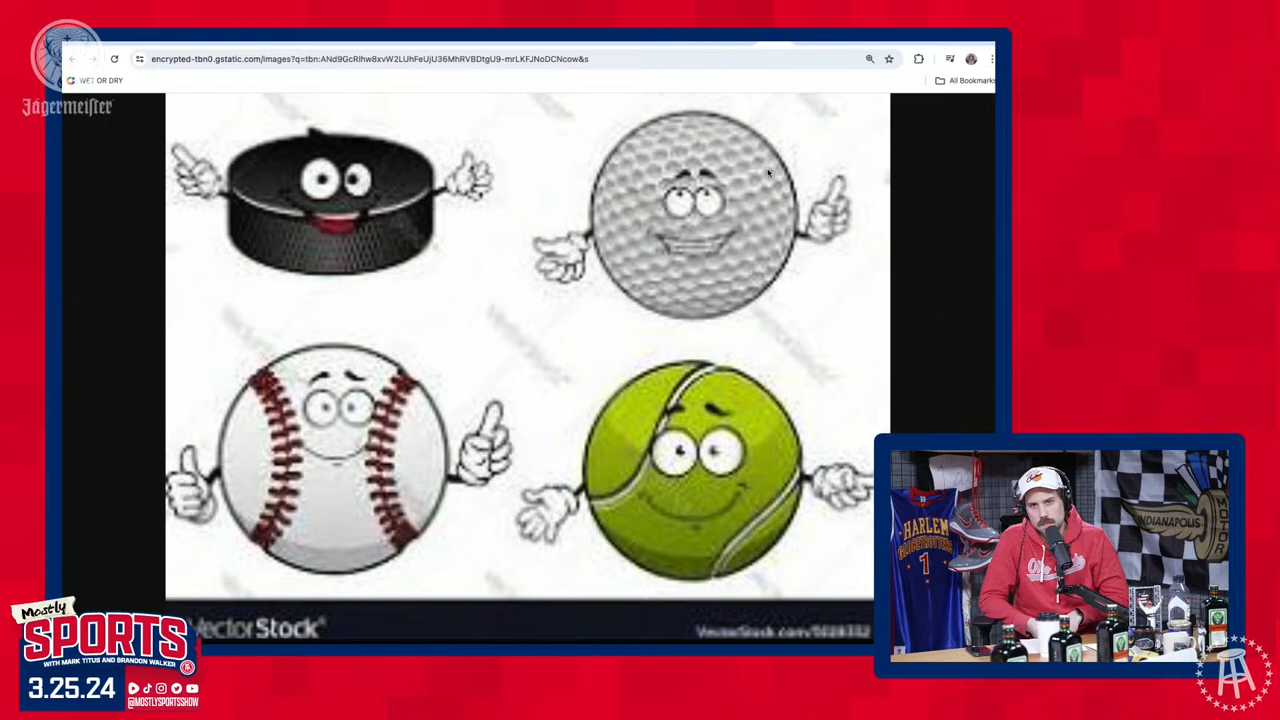 Jägermeister
encrypted-tbn0.gstatic.com/images?q=tbn:ANd9GcRlhw8xvW2LUhFeUjU36MhRVBDtgU9-mrLKFJNoDCNcow&s
WET OR DRY
All Bookmarks
VectorStock®
HARLEM
GLOBETROTTERS
1
INDIANAPOLIS
MOTOR
Mostly
SPORTS
WITH MARK TITUS AND BRANDON WALKER
3.25.24
@MOSTLYSPORTSSHOW